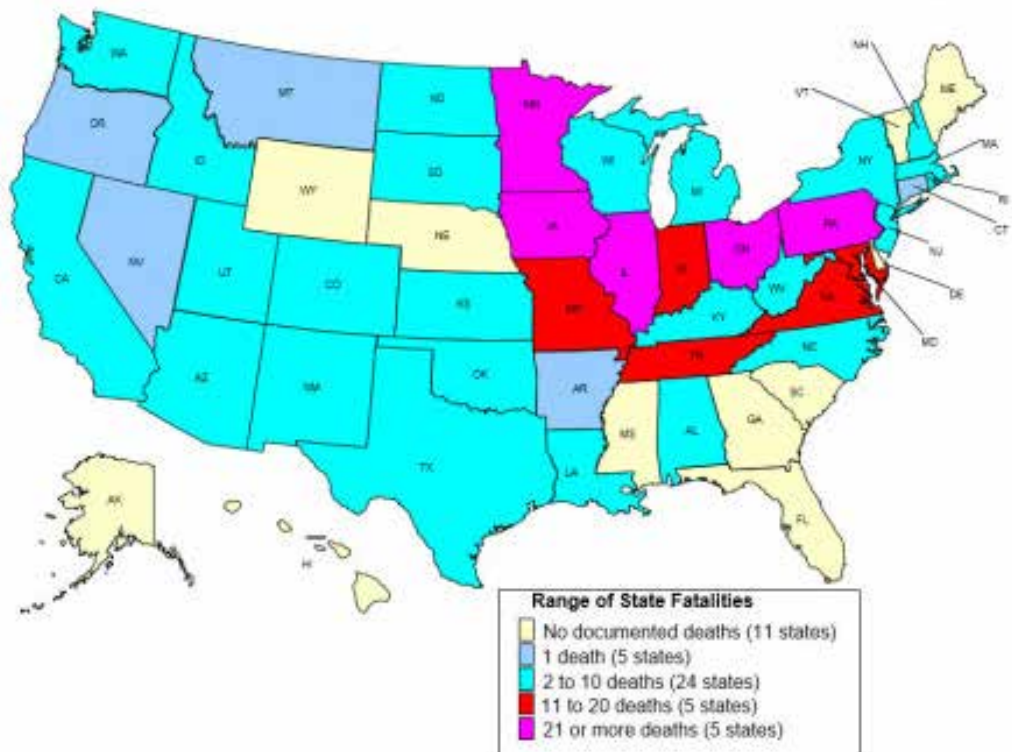 WA
MT
ND
MN
NH
VT
ME
OR
ID
SD
WI
MI
NY
MA
RI
CT
WY
NE
IA
PA
NJ
NV
UT
CO
KS
IL
OH
WV
DE
MD
CA
MO
KY
VA
AZ
NM
OK
AR
TN
NC
SC
TX
LA
MS
AL
GA
FL
AK
HI
Range of State Fatalities
No documented deaths (11 states)
1 death (5 states)
2 to 10 deaths (24 states)
11 to 20 deaths (5 states)
21 or more deaths (5 states)